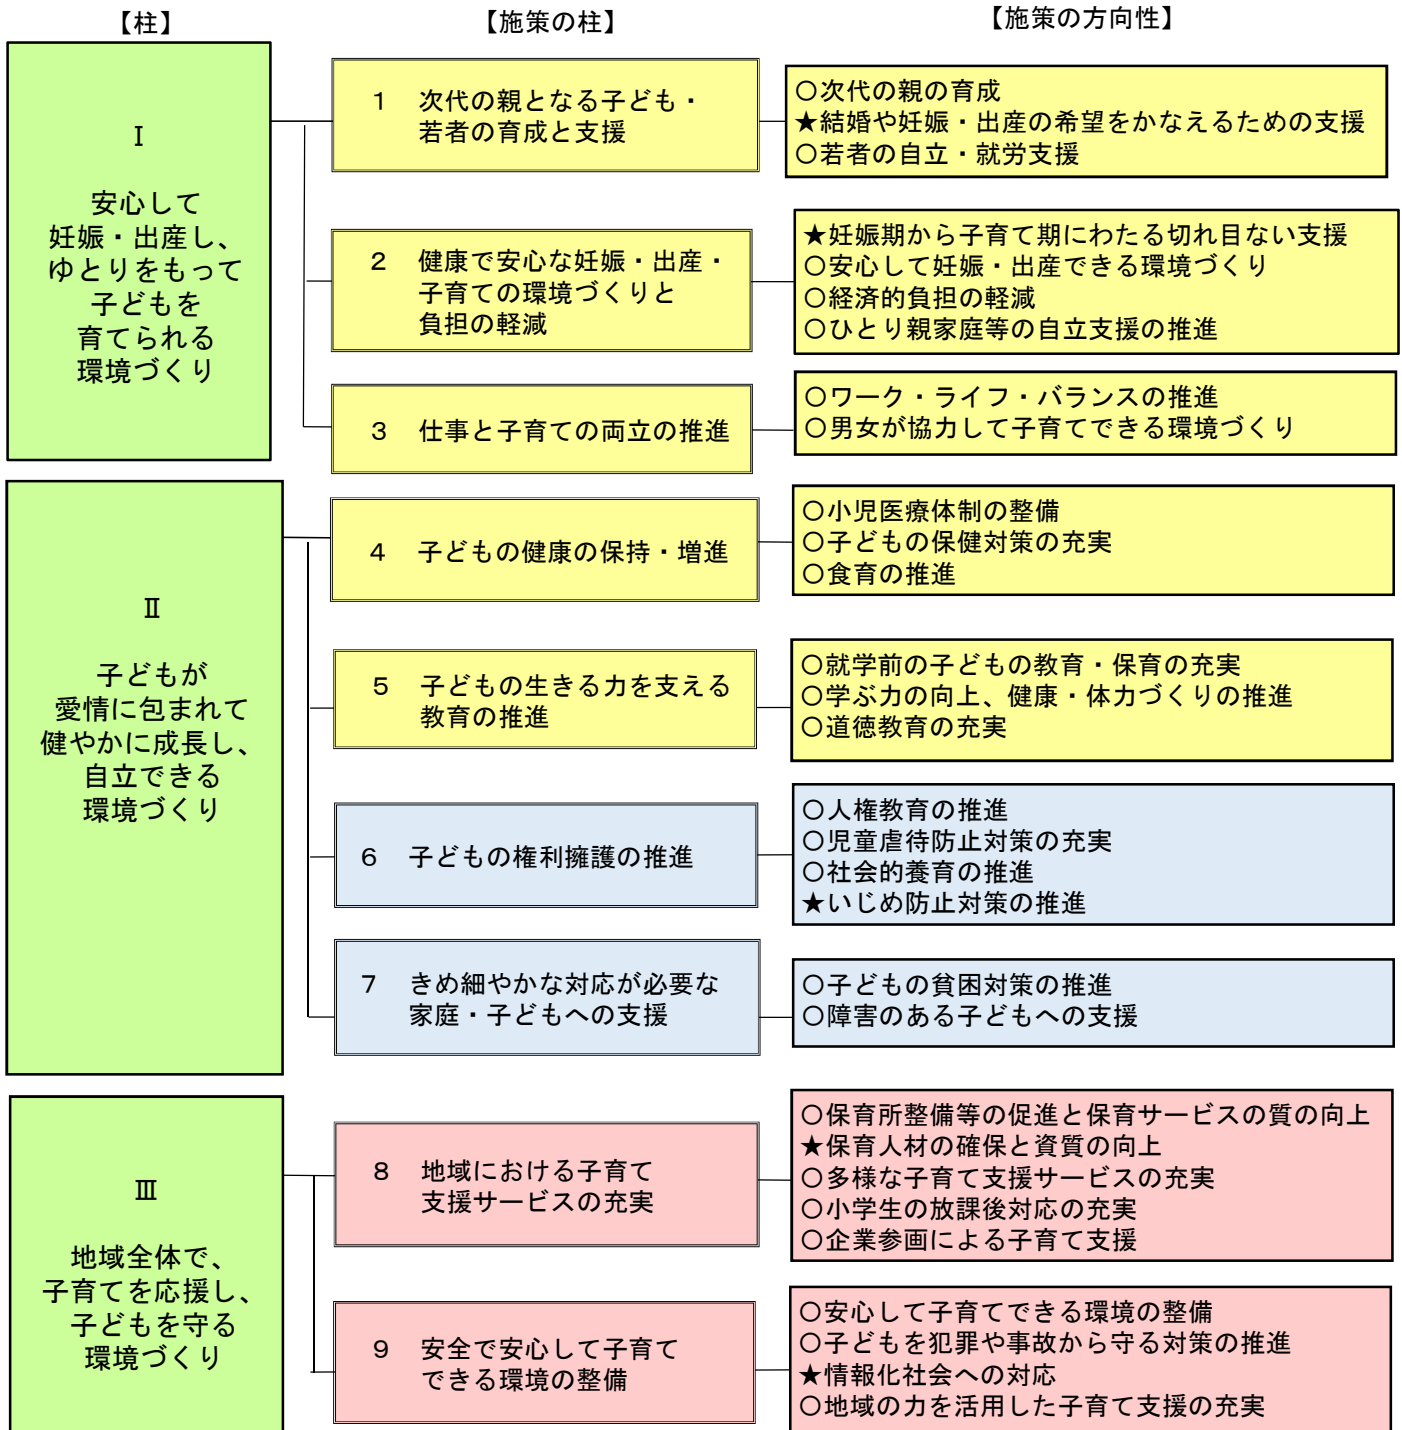 【柱】
【施策の柱】
【施策の方向性】
Ⅰ
安心して
妊娠・出産し、
ゆとりをもって
子どもを
育てられる
環境づくり
1 次代の親となる子ども・
若者の育成と支援
○次代の親の育成
★結婚や妊娠・出産の希望をかなえるための支援
○若者の自立・就労支援
2 健康で安心な妊娠・出産・
子育ての環境づくりと
負担の軽減
★妊娠期から子育て期にわたる切れ目ない支援
○安心して妊娠・出産できる環境づくり
○経済的負担の軽減
○ひとり親家庭等の自立支援の推進
3 仕事と子育ての両立の推進
○ワーク・ライフ・バランスの推進
○男女が協力して子育てできる環境づくり
Ⅱ
子どもが
愛情に包まれて
健やかに成長し、
自立できる
環境づくり
4 子どもの健康の保持・増進
○小児医療体制の整備
○子どもの保健対策の充実
○食育の推進
5 子どもの生きる力を支える
教育の推進
○就学前の子どもの教育・保育の充実
○学ぶ力の向上、健康・体力づくりの推進
○道徳教育の充実
6 子どもの権利擁護の推進
○人権教育の推進
○児童虐待防止対策の充実
○社会的養育の推進
★いじめ防止対策の推進
7 きめ細やかな対応が必要な
家庭・子どもへの支援
○子どもの貧困対策の推進
○障害のある子どもへの支援
Ⅲ
地域全体で、
子育てを応援し、
子どもを守る
環境づくり
8 地域における子育て
支援サービスの充実
○保育所整備等の促進と保育サービスの質の向上
★保育人材の確保と資質の向上
○多様な子育て支援サービスの充実
○小学生の放課後対応の充実
○企業参画による子育て支援
9 安全で安心して子育て
できる環境の整備
○安心して子育てできる環境の整備
○子どもを犯罪や事故から守る対策の推進
★情報化社会への対応
○地域の力を活用した子育て支援の充実